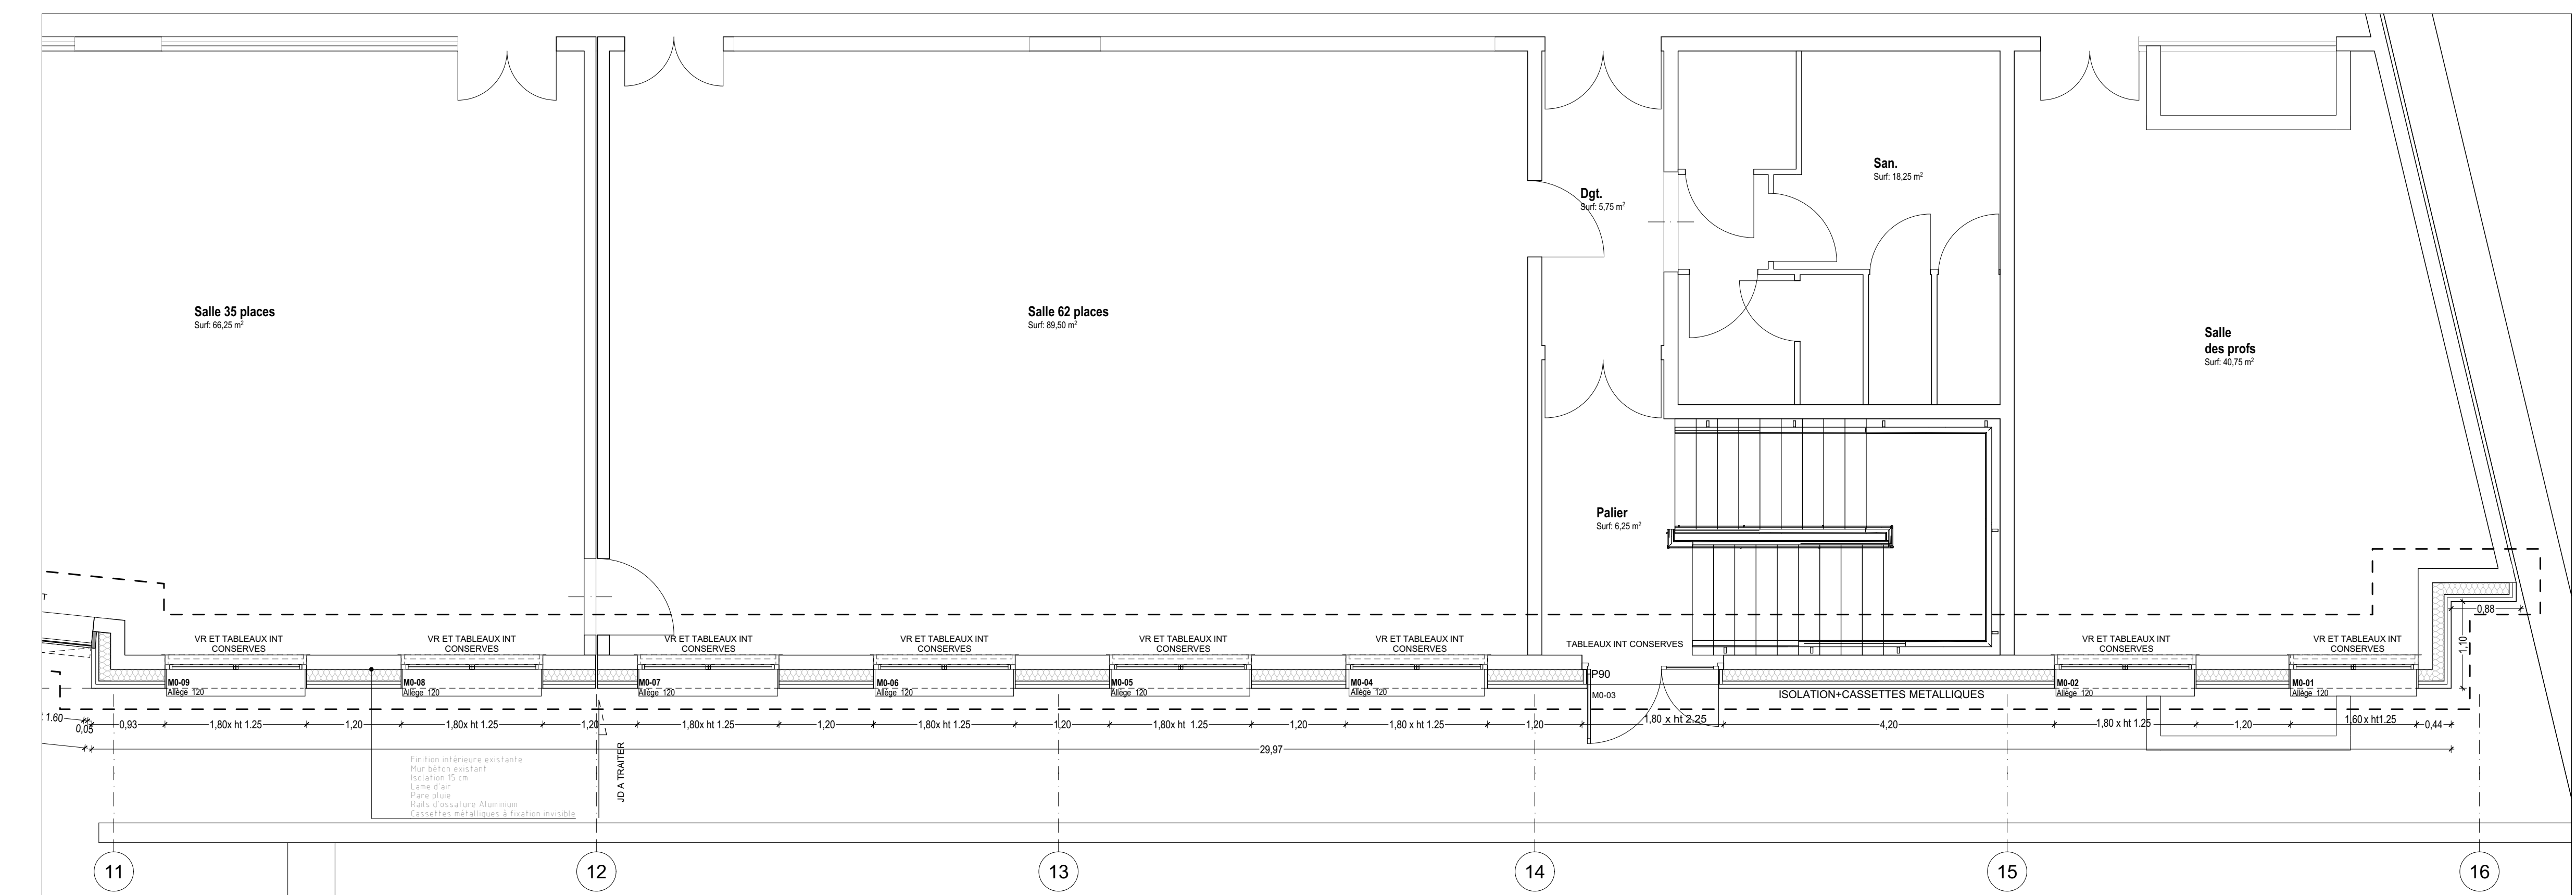 San.
Surf: 18,25 m²
Dgt.
Surf: 5,75 m²
Salle 35 places
Surf: 66,25 m²
Salle 62 places
Surf: 89,50 m²
Salle
des profs
Surf: 40,75 m²
Palier
Surf: 6,25 m²
T
0,88
1,10
VR ET TABLEAUX INT
CONSERVES
VR ET TABLEAUX INT
CONSERVES
VR ET TABLEAUX INT
CONSERVES
VR ET TABLEAUX INT
CONSERVES
VR ET TABLEAUX INT
CONSERVES
VR ET TABLEAUX INT
CONSERVES
TABLEAUX INT CONSERVES
VR ET TABLEAUX INT
CONSERVES
VR ET TABLEAUX INT
CONSERVES
M0-09
Allège 120
M0-08
Allège 120
M0-07
Allège 120
M0-06
Allège 120
M0-05
Allège 120
M0-04
Allège 120
P90
M0-03
ISOLATION+CASSETTES METALLIQUES
M0-02
Allège 120
M0-01
Allège 120
1.60
0,05
0,93
1,80x ht 1.25
1,20
1,80x ht 1.25
1,20
1,80x ht 1.25
1,20
1,80x ht 1.25
1,20
1,80x ht 1.25
1,20
1,80 x ht 1.25
1,20
1,80 x ht 2.25
4,20
1,80 x ht 1.25
1,20
1,60 x ht1.25
0,44
29,97
JD A TRAITER
Finition intérieure existante
Mur béton existant
Isolation 15 cm
Lame d'air
Pare pluie
Rails d'ossature Aluminium
Cassettes métalliques à fixation invisible
11
12
13
14
15
16